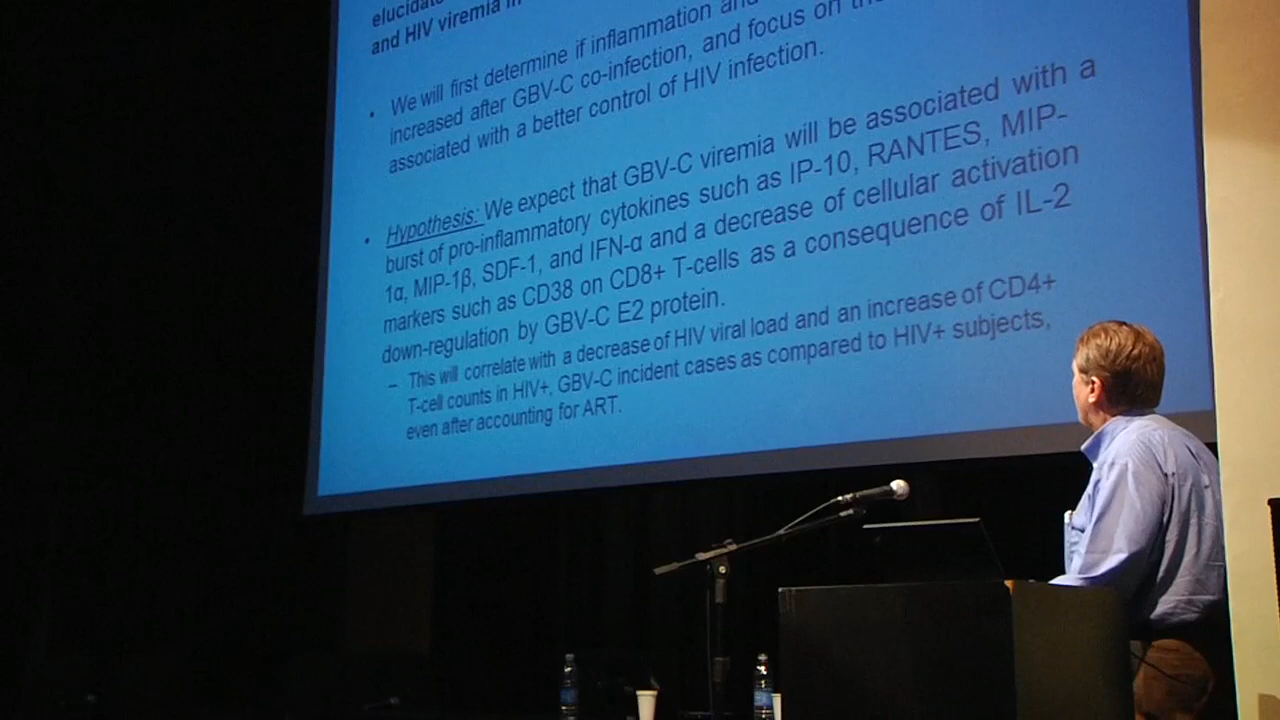 elucidate
and HIV viremia in
• We will first determine if inflammation and
increased after GBV-C co-infection, and focus on
associated with a better control of HIV infection.
• Hypothesis: We expect that GBV-C viremia will be associated with a
burst of pro-inflammatory cytokines such as IP-10, RANTES, MIP-
1α, MIP-1β, SDF-1, and IFN-α and a decrease of cellular activation
markers such as CD38 on CD8+ T-cells as a consequence of IL-2
down-regulation by GBV-C E2 protein.
– This will correlate with a decrease of HIV viral load and an increase of CD4+
T-cell counts in HIV+, GBV-C incident cases as compared to HIV+ subjects,
even after accounting for ART.